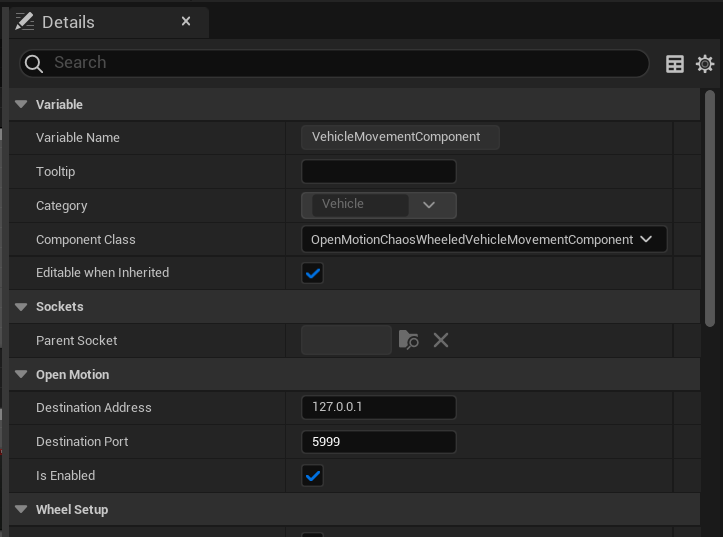 Details
Search
Variable
Variable Name VehicleMovementComponent
Tooltip
Category Vehicle
Component Class OpenMotionChaosWheeledVehicleMovementComponent
Editable when Inherited
Sockets
Parent Socket
Open Motion
Destination Address 127.0.0.1
Destination Port 5999
Is Enabled
Wheel Setup